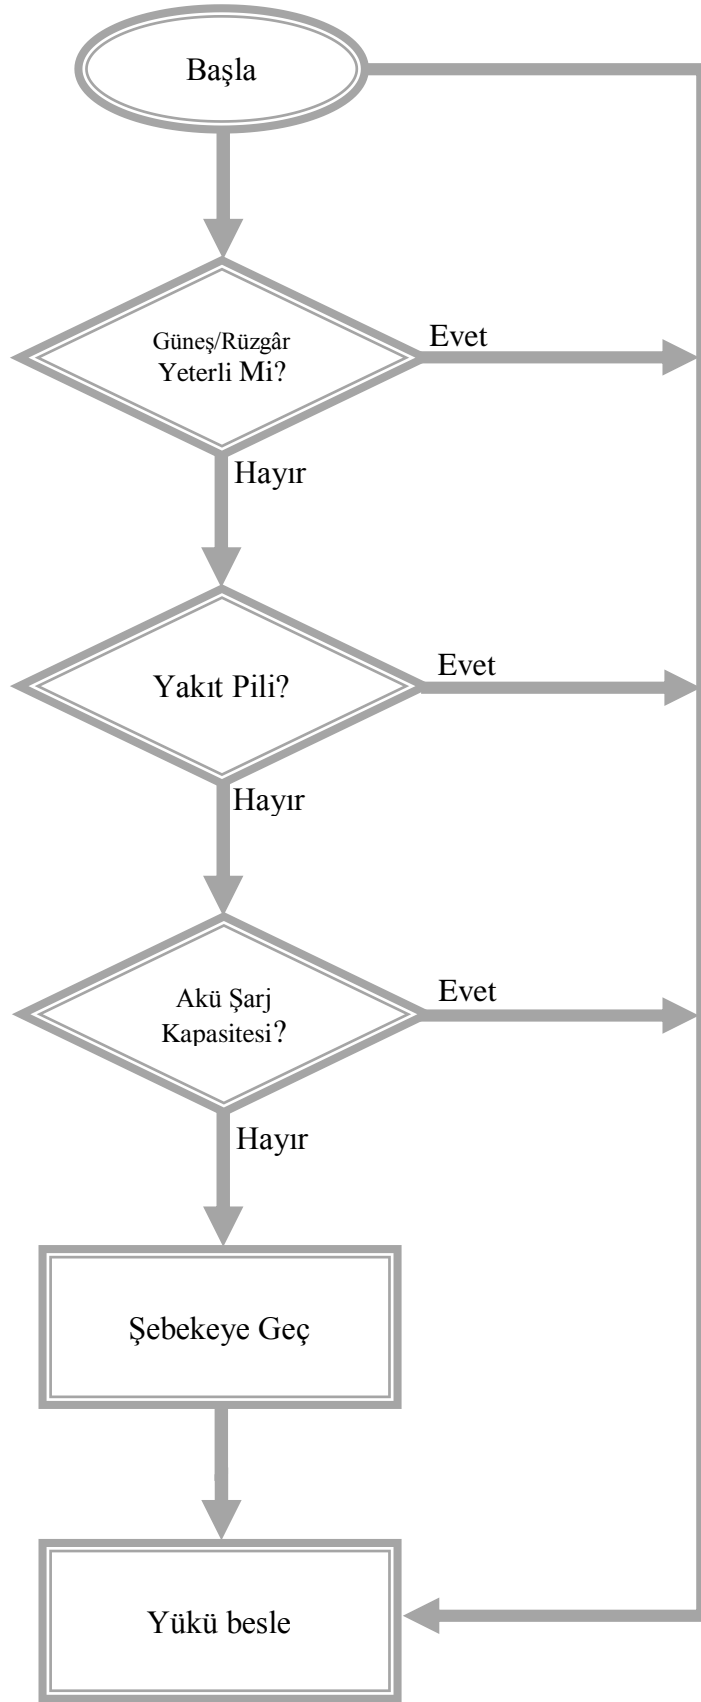 Başla
Güneş/Rüzgâr
Yeterli Mi?
Evet
Hayır
Yakıt Pili?
Evet
Hayır
Akü Şarj
Kapasitesi?
Evet
Hayır
Şebekeye Geç
Yükü besle